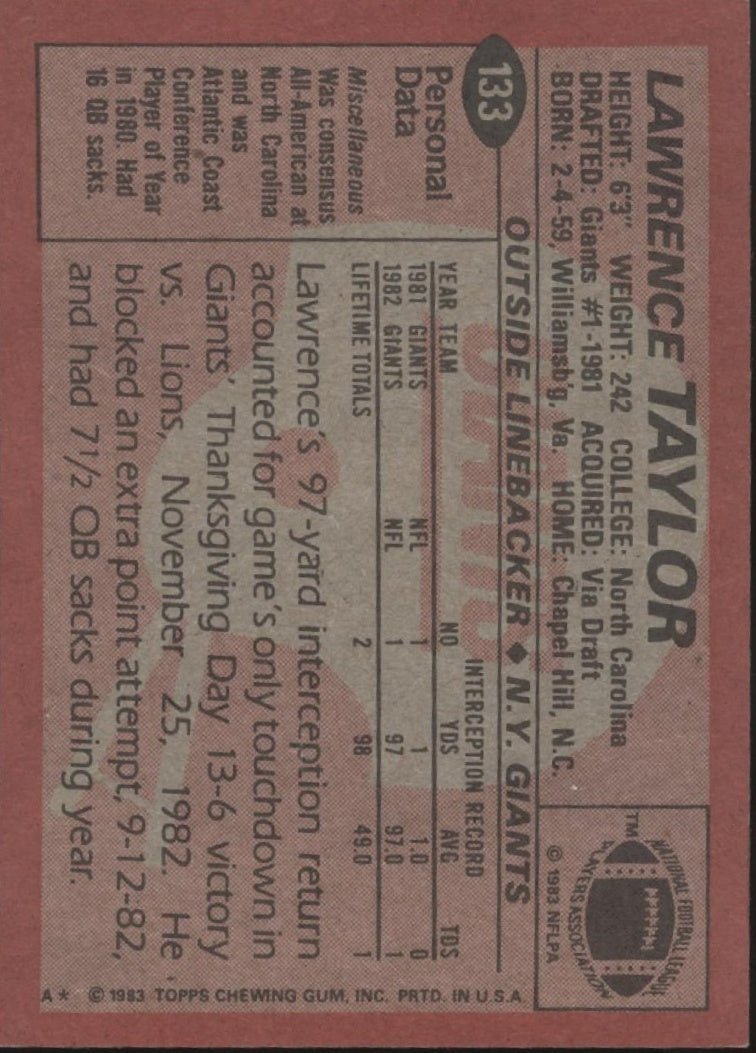 133
LAWRENCE TAYLOR
HEIGHT: 6'3" WEIGHT: 242 COLLEGE: North Carolina
DRAFTED: Giants #1-1981 ACQUIRED: Via Draft
BORN: 2-4-59, Williamsb'g, Va. HOME: Chapel Hill, N.C.
NATIONAL FOOTBALL LEAGUE
PLAYERS ASSOCIATION
TM
© 1983 NFLPA
OUTSIDE LINEBACKER ♦ N.Y. GIANTS
Personal
Data
Miscellaneous
Was consensus
All-American at
North Carolina
and was
Atlantic Coast
Conference
Player of Year
in 1980. Had
16 QB sacks.
INTERCEPTION RECORD
YEAR TEAM NO YDS AVG TDS
1981 GIANTS NFL 1 1 1.0 0
1982 GIANTS NFL 1 97 97.0 1
LIFETIME TOTALS 2 98 49.0 1
Lawrence's 97-yard interception return
accounted for game's only touchdown in
Giants' Thanksgiving Day 13-6 victory
vs. Lions, November 25, 1982. He
blocked an extra point attempt, 9-12-82,
and had 7½ QB sacks during year.
A* © 1983 TOPPS CHEWING GUM, INC. PRTD. IN U.S.A.
GIANTS